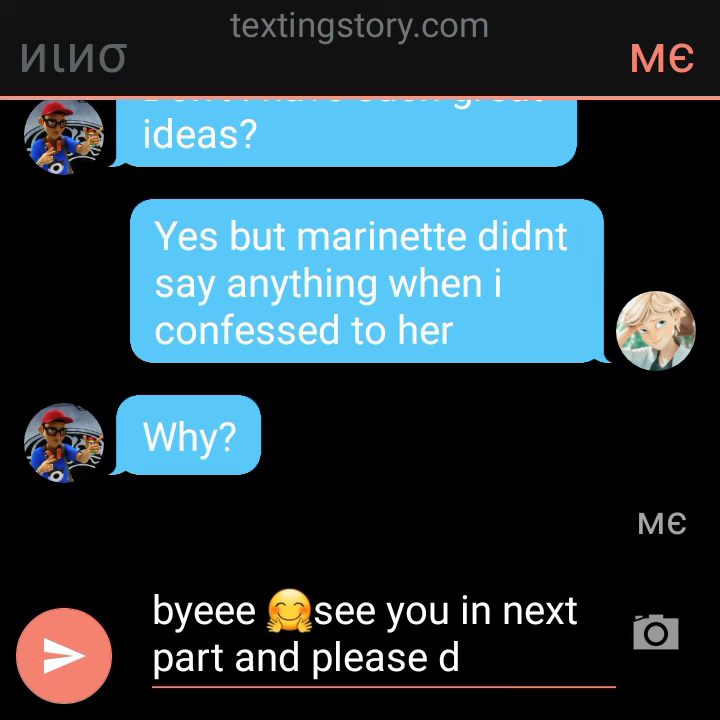 textingstory.com
ИιИσ
MЄ
ideas?
Yes but marinette didnt
say anything when i
confessed to her
Why?
MЄ
byeee 🤗see you in next
part and please d